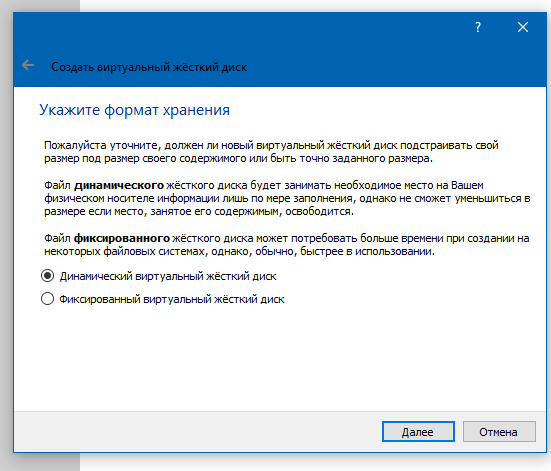 ?
Создать виртуальный жёсткий диск
Укажите формат хранения
Пожалуйста уточните, должен ли новый виртуальный жёсткий диск подстраивать свой
размер под размер своего содержимого или быть точно заданного размера.
Файл динамического жёсткого диска будет занимать необходимое место на Вашем
физическом носителе информации лишь по мере заполнения, однако не сможет уменьшиться в
размере если место, занятое его содержимым, освободится.
Файл фиксированного жёсткого диска может потребовать больше времени при создании на
некоторых файловых системах, однако, обычно, быстрее в использовании.
Динамический виртуальный жёсткий диск
Фиксированный виртуальный жёсткий диск
Далее
Отмена